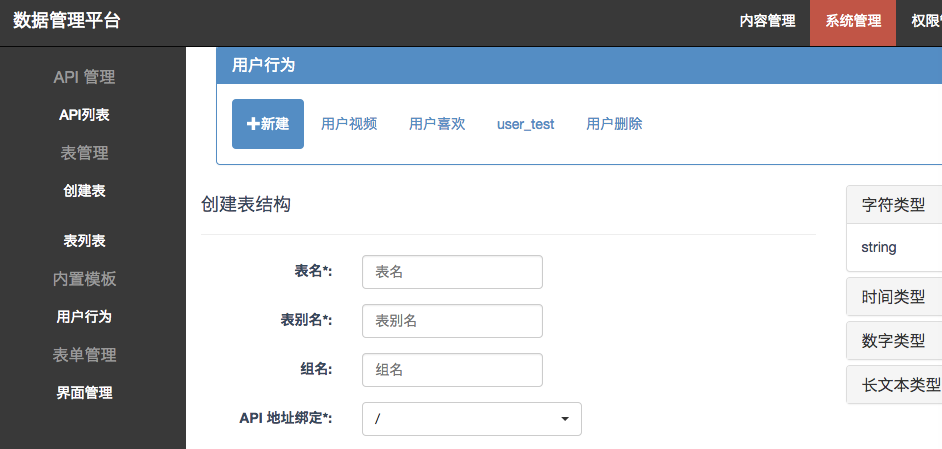 数据管理平台
内容管理 系统管理 权限
API 管理
API列表
表管理
创建表
表列表
内置模板
用户行为
表单管理
界面管理
用户行为
新建 用户视频 用户喜欢 user_test 用户删除
创建表结构
表名*: 表名
表别名*: 表别名
组名: 组名
API 地址绑定*: /
字符类型
string
时间类型
数字类型
长文本类型